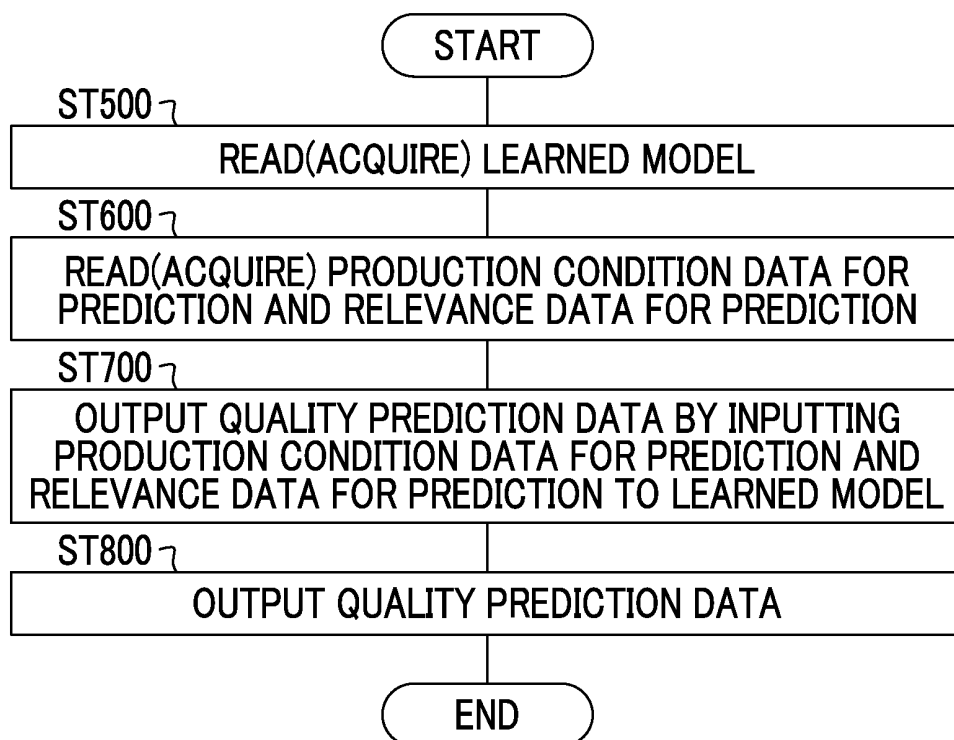 START
ST500
READ(ACQUIRE) LEARNED MODEL
ST600
READ(ACQUIRE) PRODUCTION CONDITION DATA FOR
PREDICTION AND RELEVANCE DATA FOR PREDICTION
ST700
OUTPUT QUALITY PREDICTION DATA BY INPUTTING
PRODUCTION CONDITION DATA FOR PREDICTION AND
RELEVANCE DATA FOR PREDICTION TO LEARNED MODEL
ST800
OUTPUT QUALITY PREDICTION DATA
END